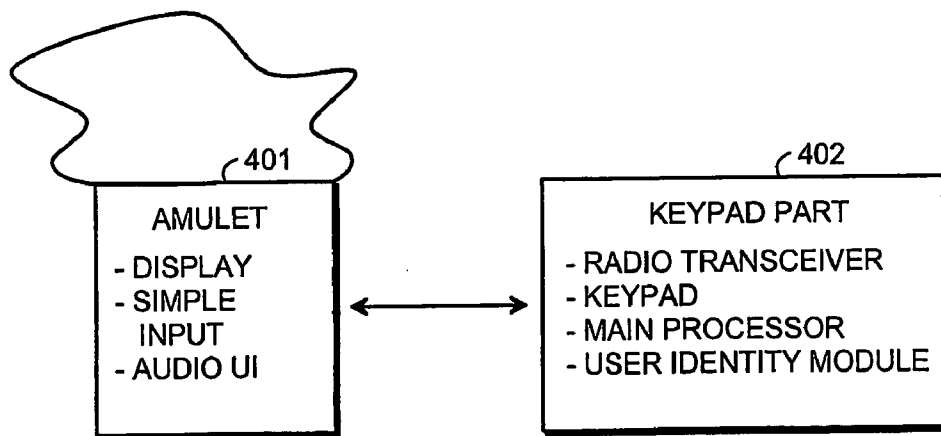 401
AMULET
- DISPLAY
- SIMPLE
INPUT
- AUDIO UI
402
KEYPAD PART
- RADIO TRANSCEIVER
- KEYPAD
- MAIN PROCESSOR
- USER IDENTITY MODULE